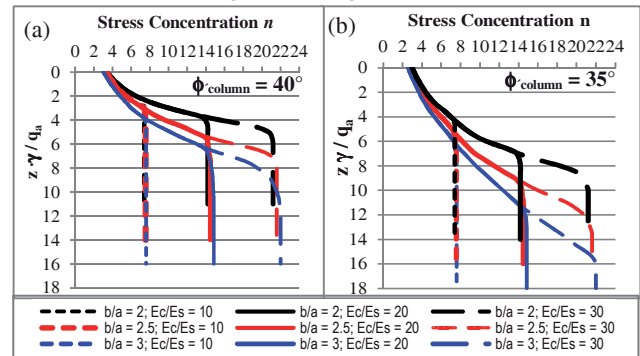 (a)
Stress Concentration n
0 2 4 6 8 10 12 14 16 18 20 22 24
ϕ'column = 40°
z γ / qa
0
2
4
6
8
10
12
14
16
18
(b)
Stress Concentration n
0 2 4 6 8 10 12 14 16 18 20 22 24
ϕ'column = 35°
z γ / qa
0
2
4
6
8
10
12
14
16
18
b/a = 2; Ec/Es = 10
b/a = 2; Ec/Es = 20
b/a = 2; Ec/Es = 30
b/a = 2.5; Ec/Es = 10
b/a = 2.5; Ec/Es = 20
b/a = 2.5; Ec/Es = 30
b/a = 3; Ec/Es = 10
b/a = 3; Ec/Es = 20
b/a = 3; Ec/Es = 30